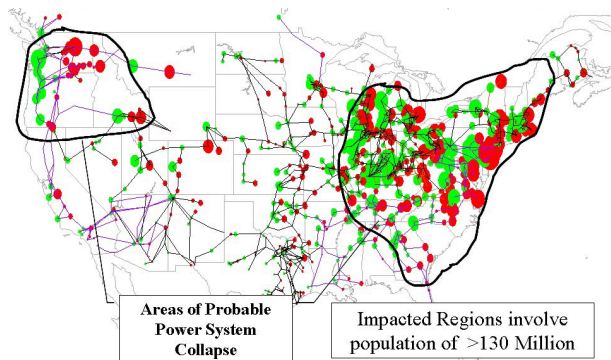 Areas of Probable
Power System
Collapse
Impacted Regions involve
population of >130 Million